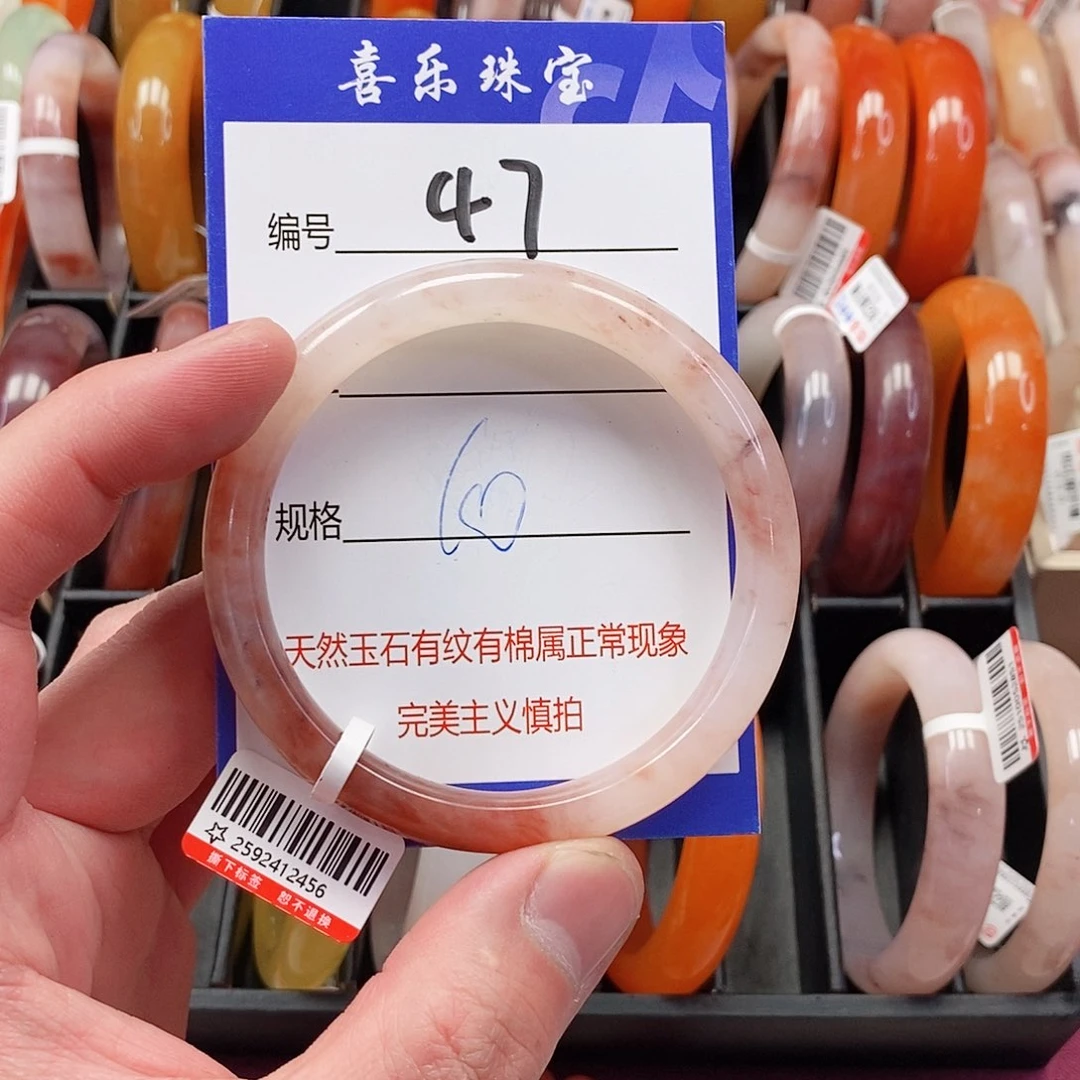 喜乐珠宝
编号 47
规格 60
天然玉石有纹有棉属正常现象
完美主义慎拍
☆2592412456
撕下标签 恕不退换